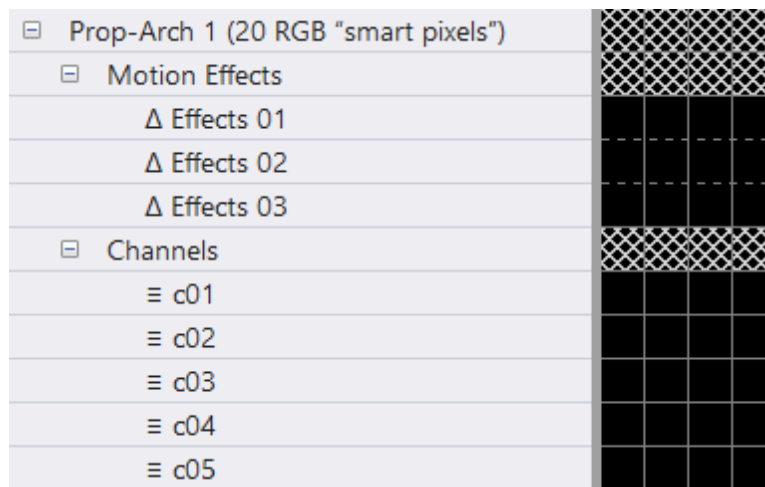 Prop-Arch 1 (20 RGB “smart pixels”)
Motion Effects
Δ Effects 01
Δ Effects 02
Δ Effects 03
Channels
≡ c01
≡ c02
≡ c03
≡ c04
≡ c05